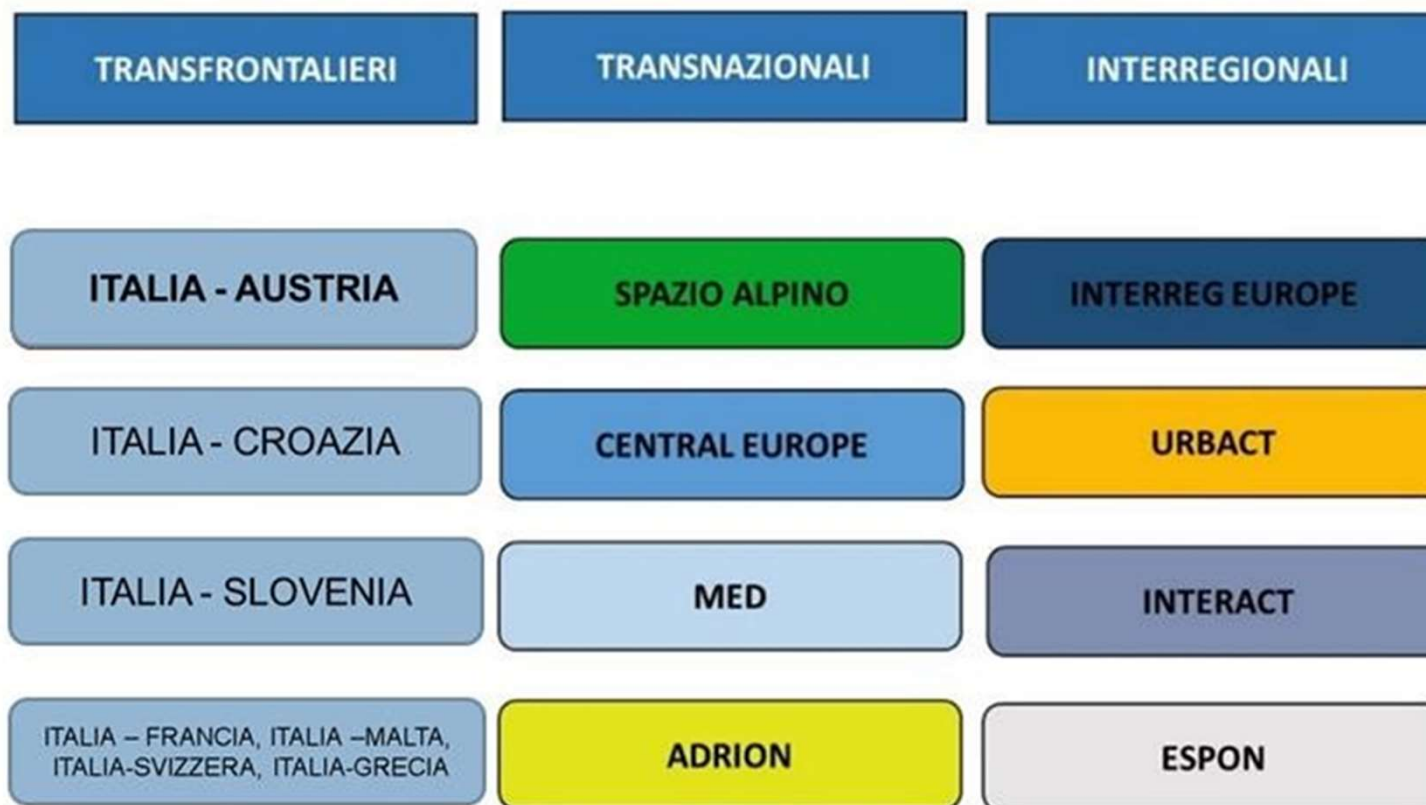 TRANSFRONTALIERI
TRANSNAZIONALI
INTERREGIONALI
ITALIA - AUSTRIA
SPAZIO ALPINO
INTERREG EUROPE
ITALIA - CROAZIA
CENTRAL EUROPE
URBACT
ITALIA - SLOVENIA
MED
INTERACT
ITALIA – FRANCIA, ITALIA –MALTA,
ITALIA-SVIZZERA, ITALIA-GRECIA
ADRION
ESPON